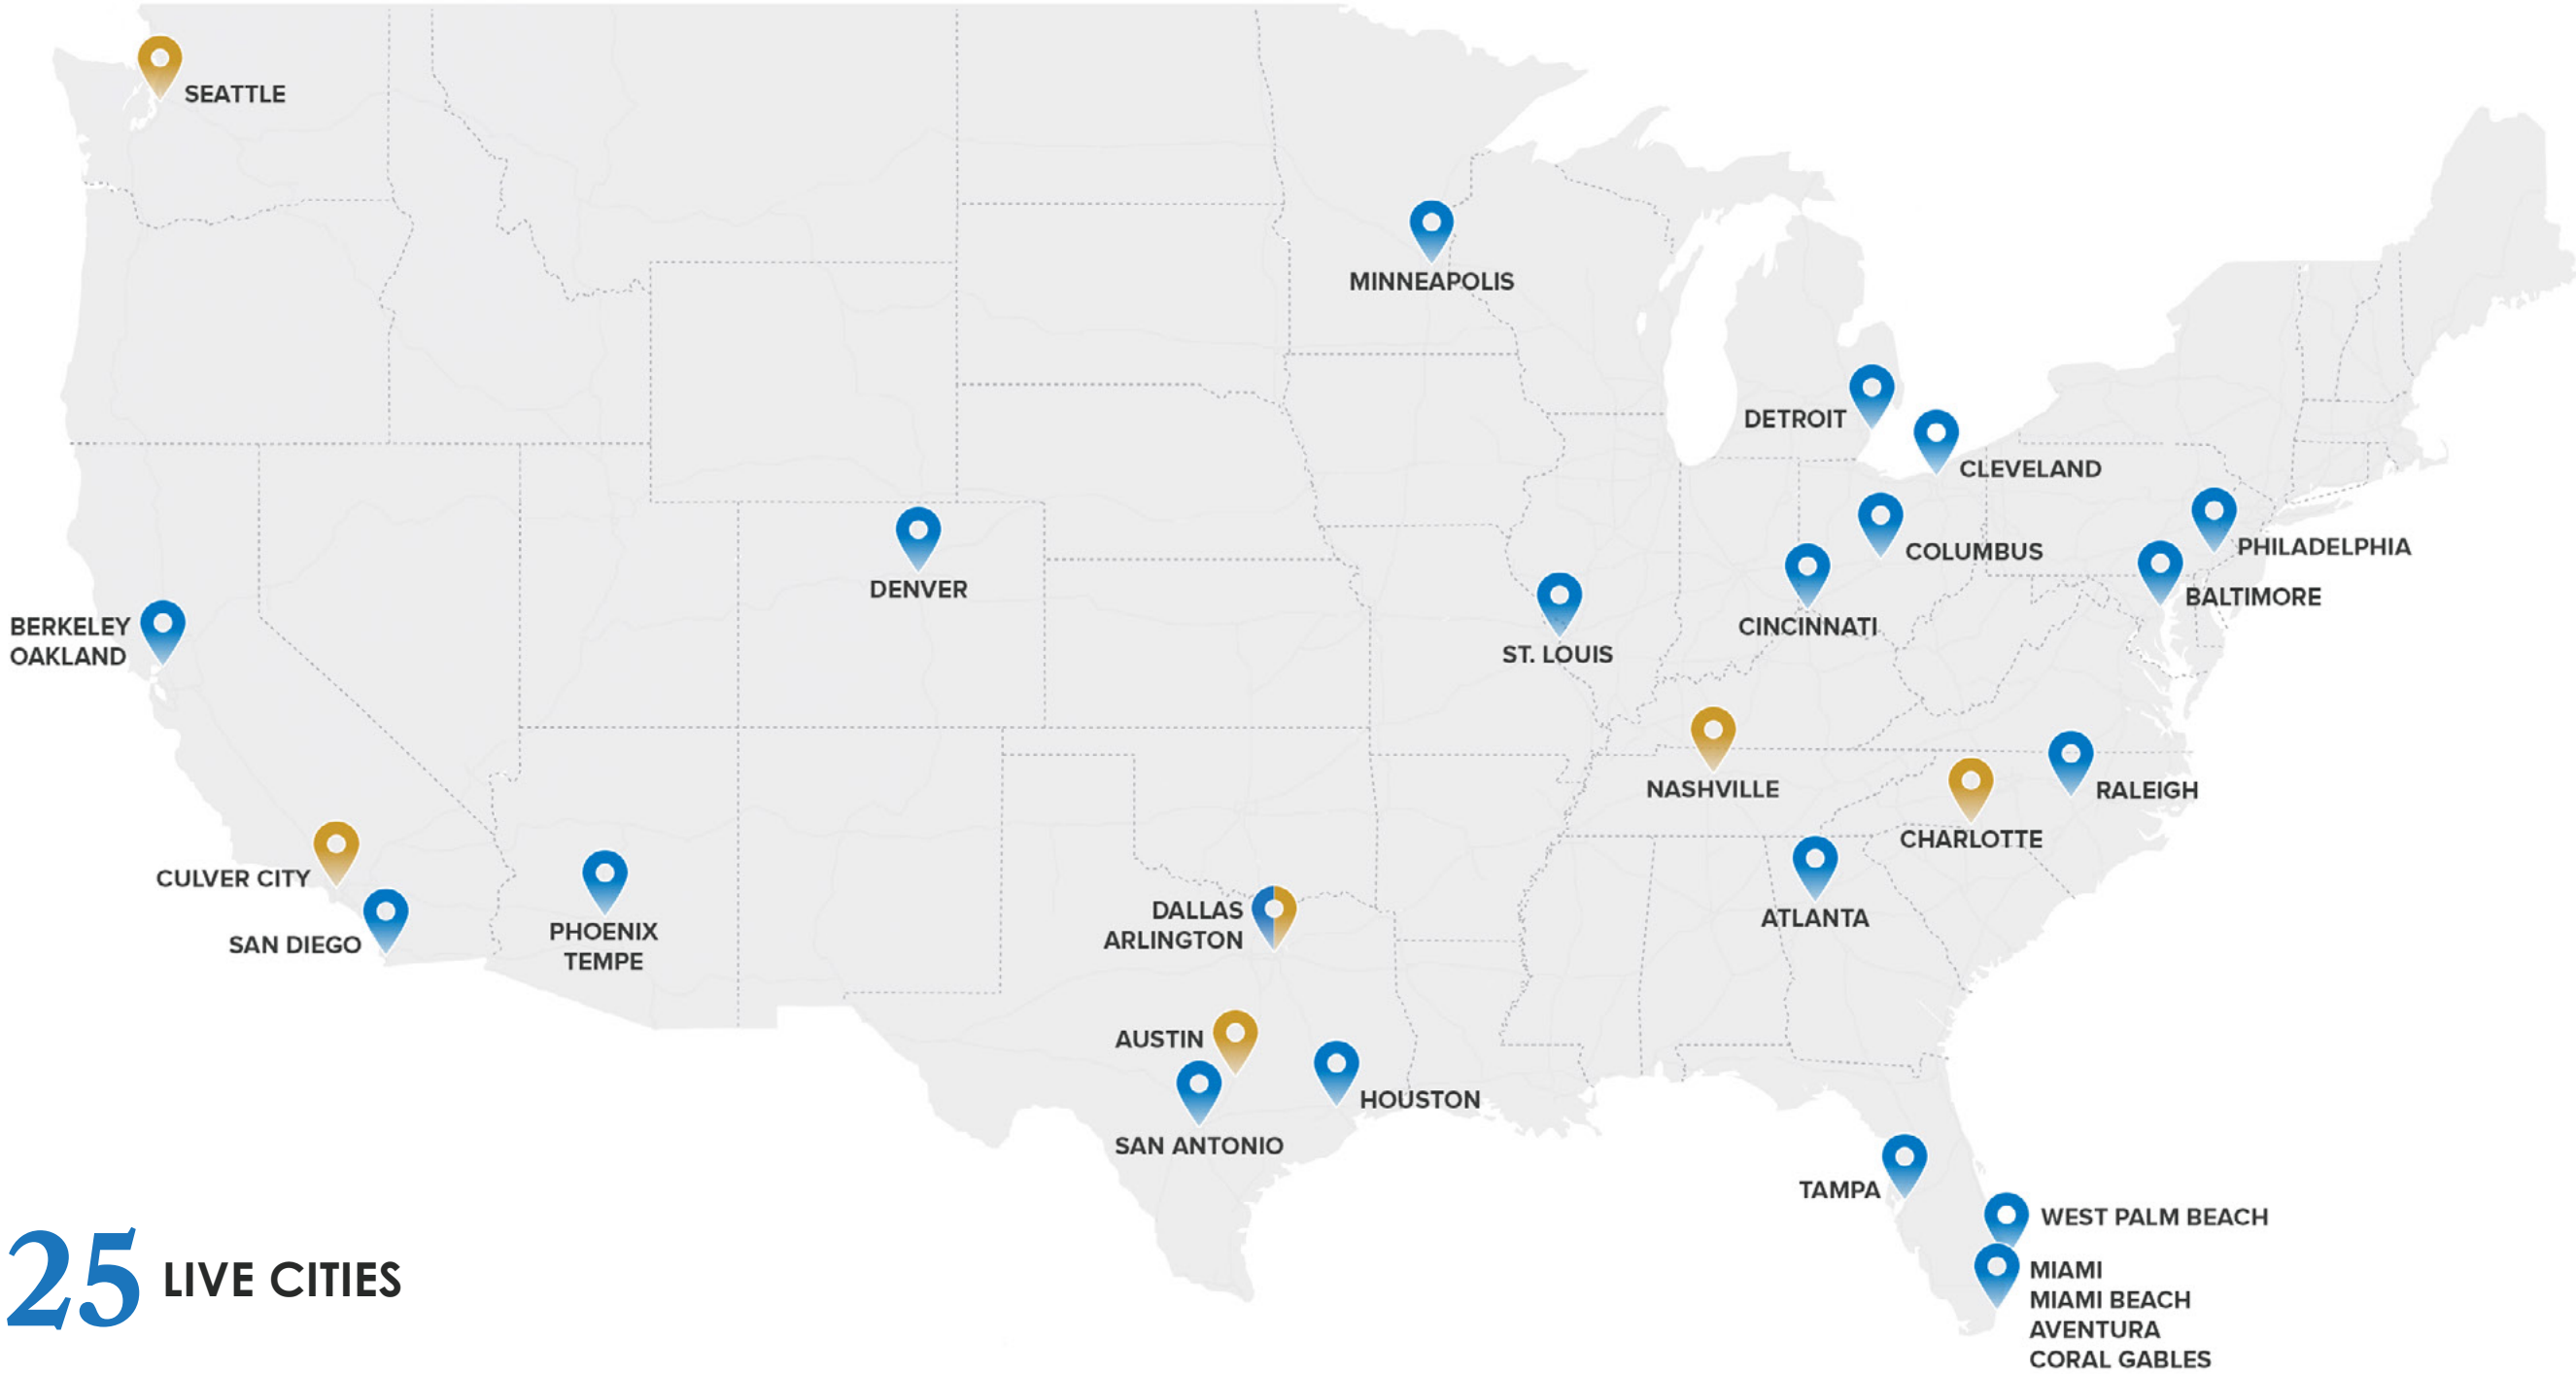 SEATTLE
MINNEAPOLIS
DETROIT
CLEVELAND
COLUMBUS
PHILADELPHIA
BALTIMORE
DENVER
CINCINNATI
ST. LOUIS
BERKELEY
OAKLAND
NASHVILLE
RALEIGH
CHARLOTTE
CULVER CITY
SAN DIEGO
PHOENIX
TEMPE
DALLAS
ARLINGTON
ATLANTA
AUSTIN
HOUSTON
SAN ANTONIO
TAMPA
WEST PALM BEACH
MIAMI
MIAMI BEACH
AVENTURA
CORAL GABLES
25 LIVE CITIES